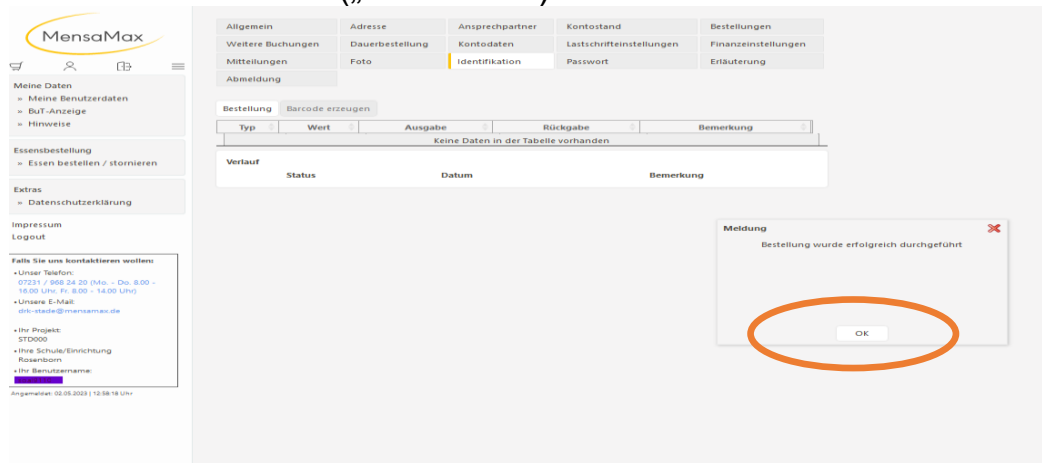 MensaMax
Allgemein Adresse Ansprechpartner Kontostand Bestellungen
Weitere Buchungen Dauerbestellung Kontodaten Lastschrifteinstellungen Finanzeinstellungen
Mitteilungen Foto Identifikation Passwort Erläuterung
Abmeldung
Meine Daten
» Meine Benutzerdaten
» BuT-Anzeige
» Hinweise
Essensbestellung
» Essen bestellen / stornieren
Extras
» Datenschutzerklärung
Impressum
Logout
Falls Sie uns kontaktieren wollen:
• Unser Telefon:
07231 / 968 24 20 (Mo. - Do. 8.00 -
16.00 Uhr. Fr. 8.00 - 14.00 Uhr)
• Unsere E-Mail:
drk-stade@mensamax.de
• Ihr Projekt:
STD000
• Ihre Schule/Einrichtung
Rosenborn
• Ihr Benutzername:
Angemeldet: 02.05.2023 | 12:58:18 Uhr
Bestellung Barcode erzeugen
Typ Wert Ausgabe Rückgabe Bemerkung
Keine Daten in der Tabelle vorhanden
Verlauf
Status Datum Bemerkung
Meldung
Bestellung wurde erfolgreich durchgeführt
OK